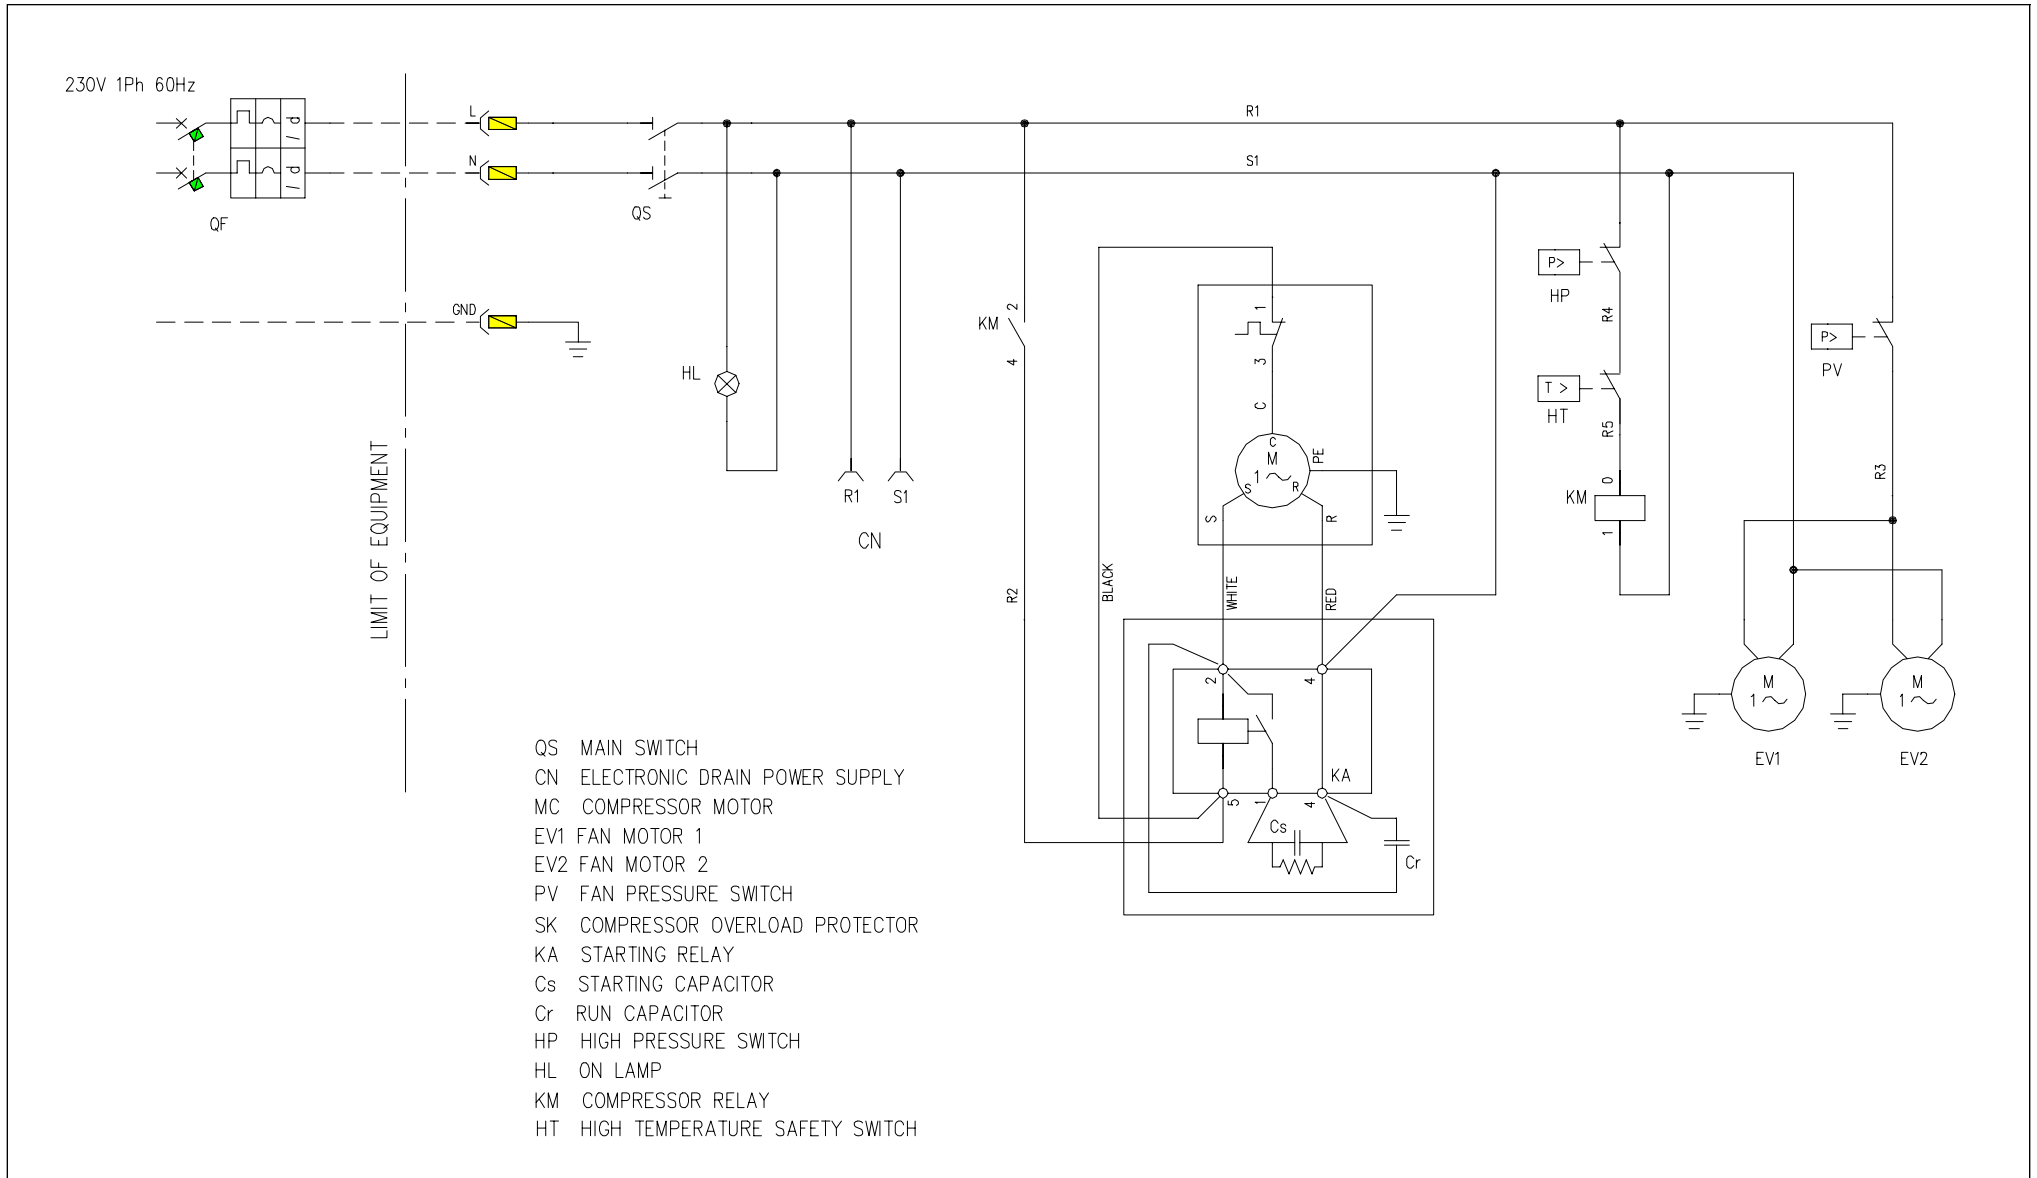 230V 1Ph 60Hz
L
R1
N
S1
I d
I d
QF
QS
GND
LIMIT OF EQUIPMENT
HL
R1
S1
CN
KM
2
4
R2
BLACK
1
3
C
C
M
1
S
R
PE
S
R
WHITE
RED
2
4
KA
5
1
4
Cs
Cr
P>
HP
R4
T >
HT
R5
KM
0
1
P>
PV
R3
M
1
EV1
M
1
EV2
QS MAIN SWITCH
CN ELECTRONIC DRAIN POWER SUPPLY
MC COMPRESSOR MOTOR
EV1 FAN MOTOR 1
EV2 FAN MOTOR 2
PV FAN PRESSURE SWITCH
SK COMPRESSOR OVERLOAD PROTECTOR
KA STARTING RELAY
Cs STARTING CAPACITOR
Cr RUN CAPACITOR
HP HIGH PRESSURE SWITCH
HL ON LAMP
KM COMPRESSOR RELAY
HT HIGH TEMPERATURE SAFETY SWITCH